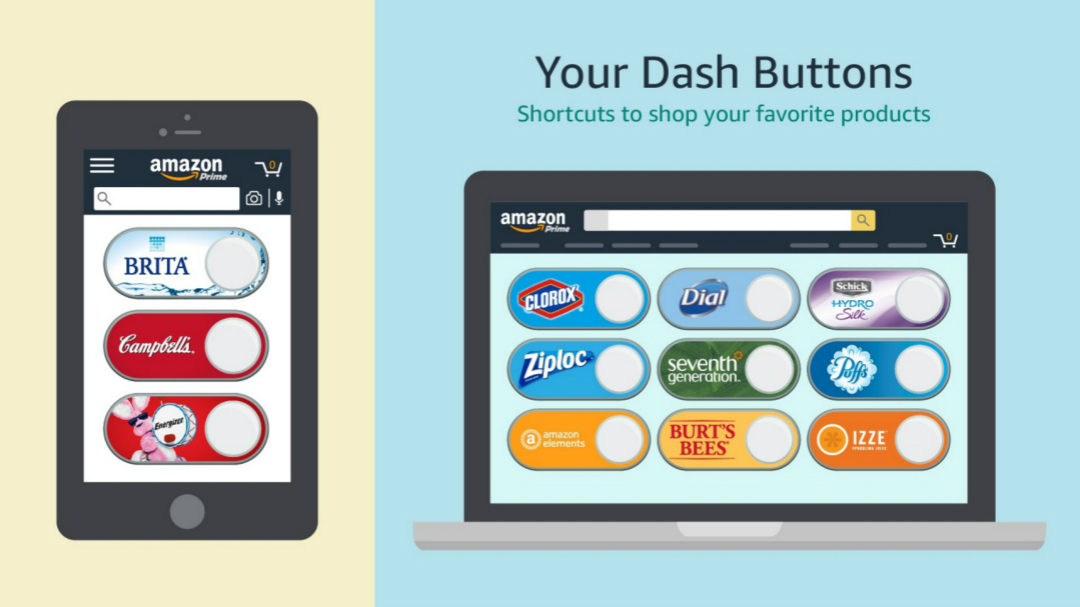 Your Dash Buttons
Shortcuts to shop your favorite products
amazon
Prime
0
BRITA
Campbell's.
Energizer
amazon
Prime
0
CLOROX
Dial
Schick
HYDRO
Silk
Ziploc
seventh
generation.
Puffs
a amazon
elements
BURT'S
BEES
IZZE